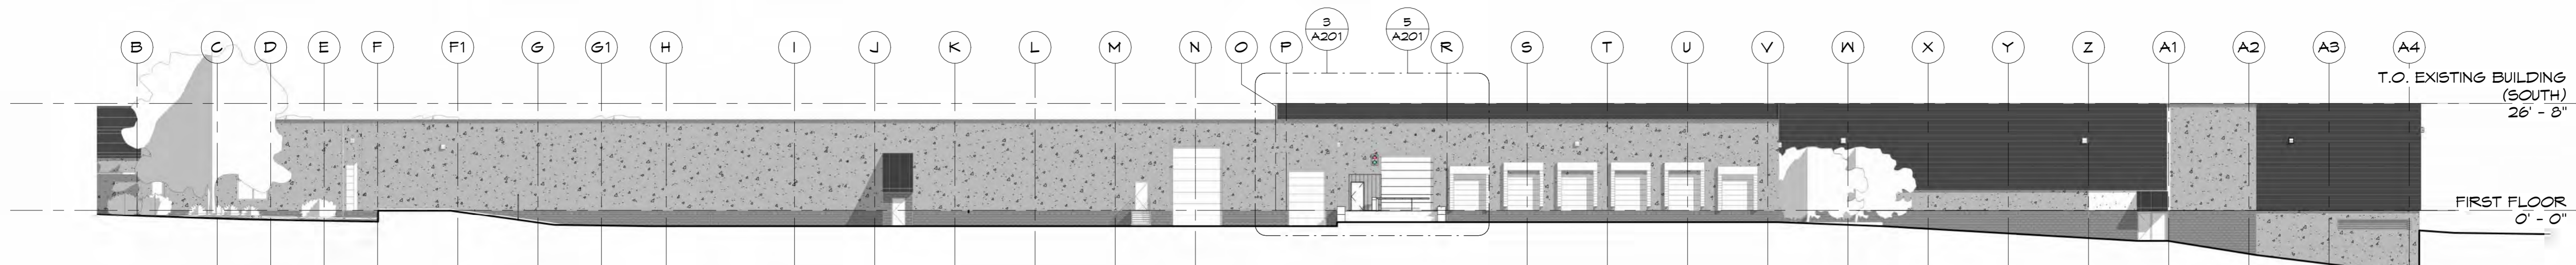 3
A201
5
A201
B C D E F F1 G G1 H I J K L M N O P R S T U V W X Y Z A1 A2 A3 A4
T.O. EXISTING BUILDING
(SOUTH)
26' - 8"
FIRST FLOOR
0' - 0"